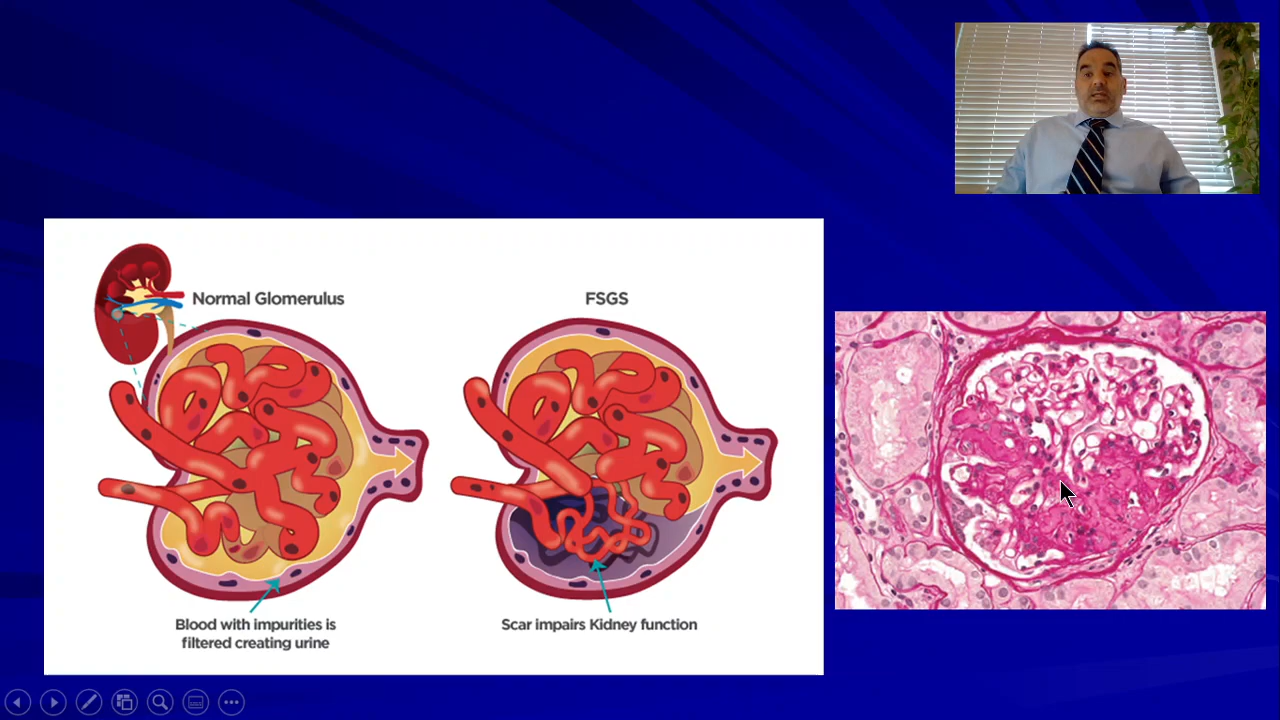 Normal Glomerulus
FSGS
Blood with impurities is
filtered creating urine
Scar impairs Kidney function